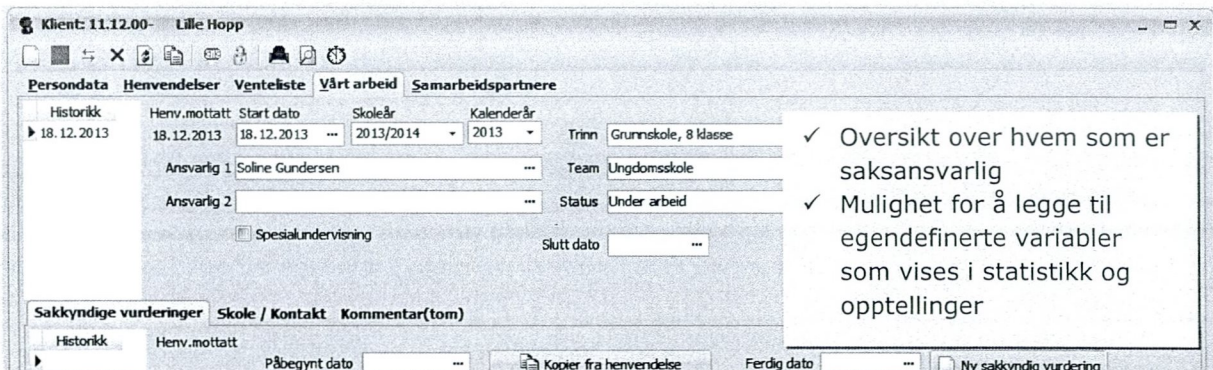 Klient: 11.12.00- Lille Hopp
Persondata Henvendelser Venteliste Vårt arbeid Samarbeidspartnere
Historikk Henv.mottatt Start dato Skoleår Kalenderår
18.12.2013 18.12.2013 18.12.2013 ... 2013/2014 2013 Trinn Grunnskole, 8 klasse
Ansvarlig 1 Soline Gundersen ... Team Ungdomsskole
Ansvarlig 2 ... Status Under arbeid
Spesialundervisning
Slutt dato ...
✓ Oversikt over hvem som er
saksansvarlig
✓ Mulighet for å legge til
egendefinerte variabler
som vises i statistikk og
opptellinger
Sakkyndige vurderinger Skole / Kontakt Kommentar(tom)
Historikk Henv.mottatt
Påbegynt dato ... Kopier fra henvendelse Ferdig dato ... Ny sakkyndig vurdering